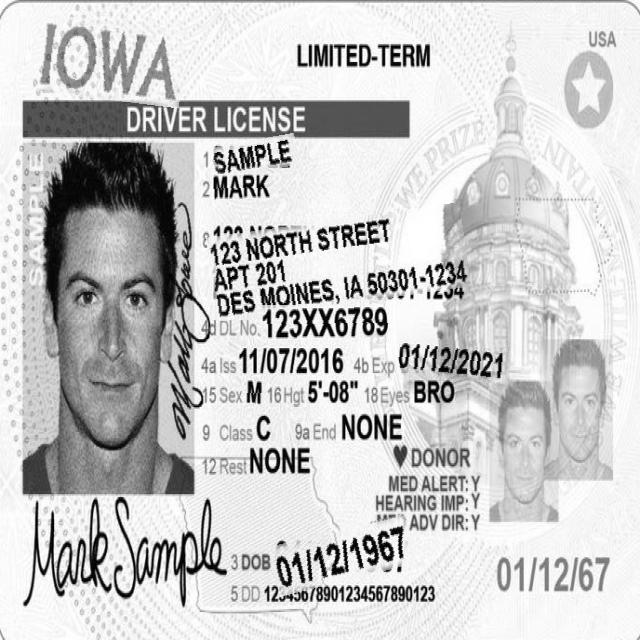 IOWA
LIMITED-TERM
USA
DRIVER LICENSE
SAMPLE
1 SAMPLE
2 MARK
8 123 NORTH STREET
APT 201
DES MOINES, IA 50301-1234
4d DL No. 123XX6789
4a Iss 11/07/2016 4b Exp 01/12/2021
15 Sex M 16 Hgt 5'-08" 18 Eyes BRO
9 Class C 9a End NONE
12 Rest NONE
DONOR
MED ALERT: Y
HEARING IMP: Y
ADV DIR: Y
Mark Sample
3 DOB 01/12/1967
5 DD 12345678901234567890123
01/12/67
WE PRIZE